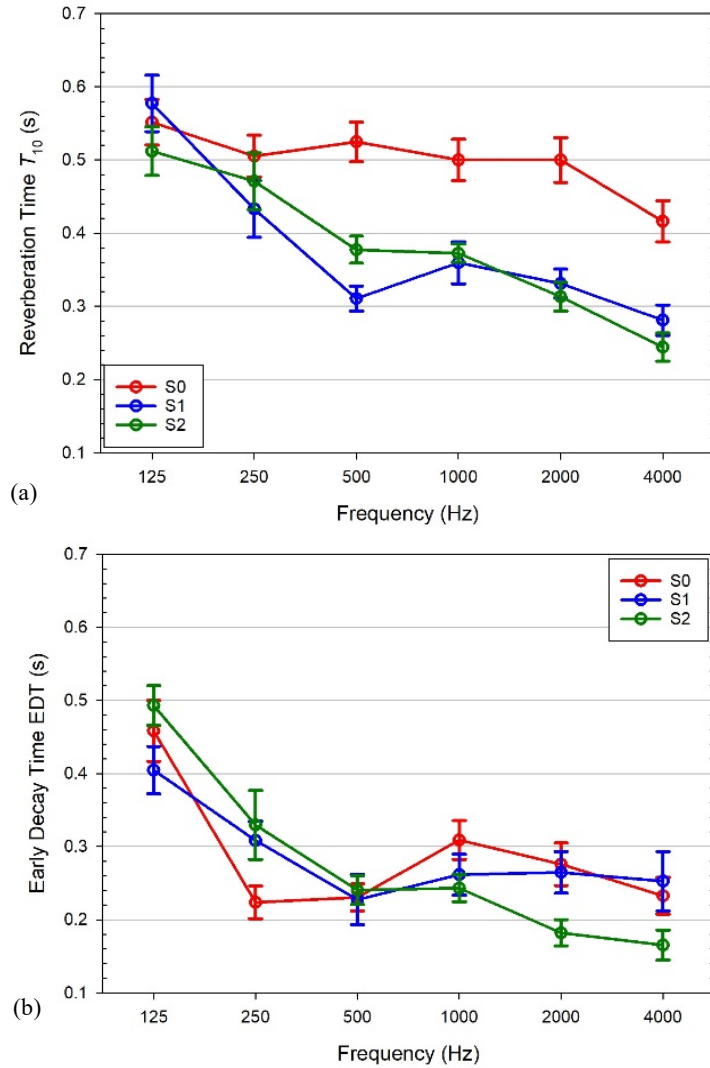 0.7
0.6
0.5
0.4
0.3
0.2
0.1
Reverberation Time T10 (s)
S0
S1
S2
125 250 500 1000 2000 4000
(a)
Frequency (Hz)
0.7
0.6
0.5
0.4
0.3
0.2
0.1
Early Decay Time EDT (s)
S0
S1
S2
125 250 500 1000 2000 4000
(b)
Frequency (Hz)